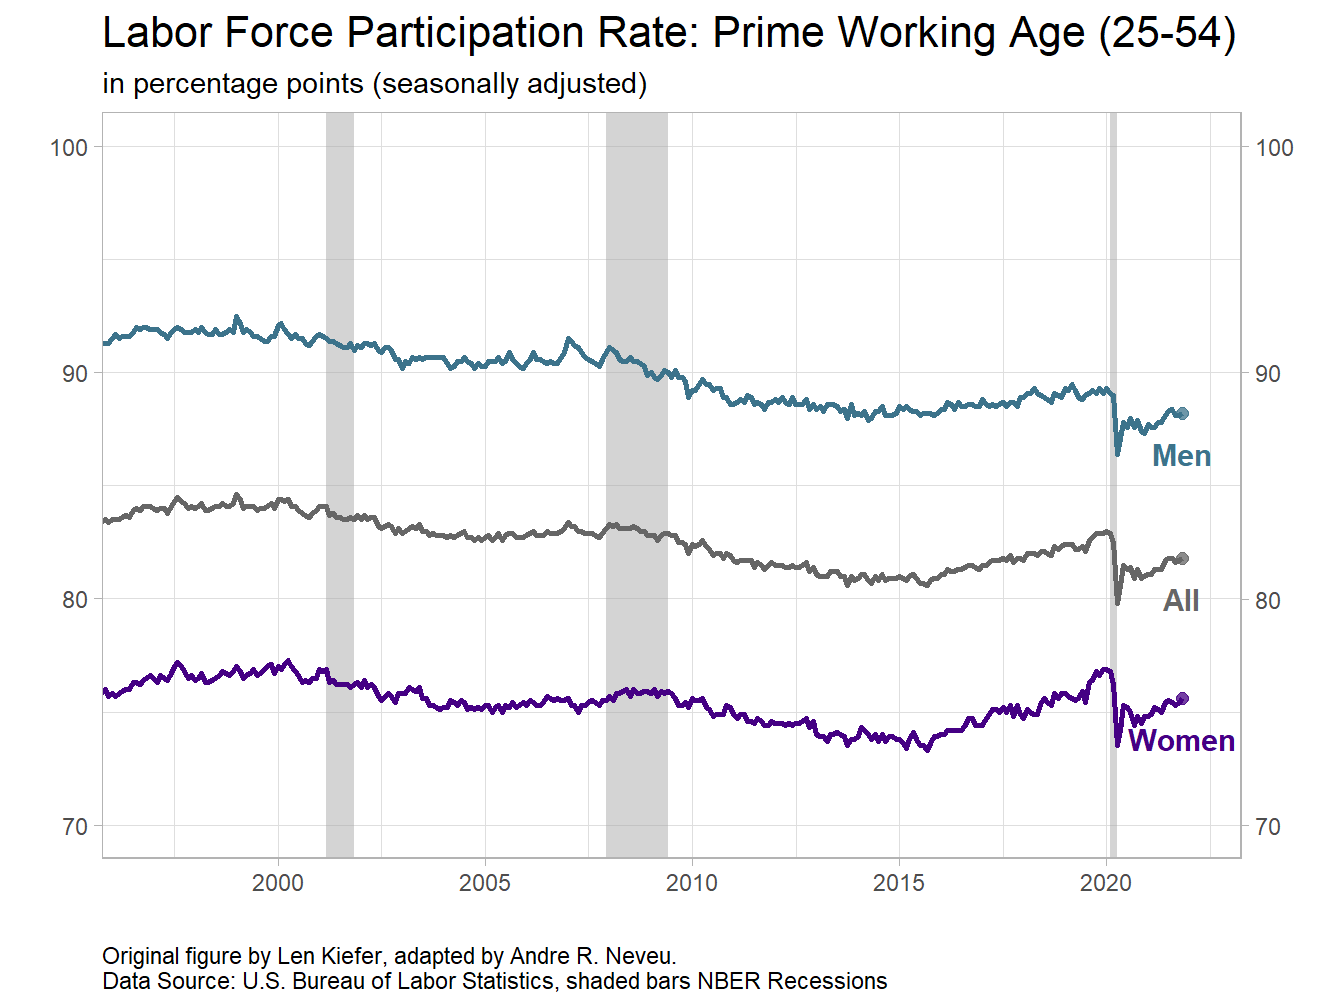 Labor Force Participation Rate: Prime Working Age (25-54)
in percentage points (seasonally adjusted)
100 100
90 90
Men
80 All 80
Women
70 70
2000 2005 2010 2015 2020
Original figure by Len Kiefer, adapted by Andre R. Neveu.
Data Source: U.S. Bureau of Labor Statistics, shaded bars NBER Recessions